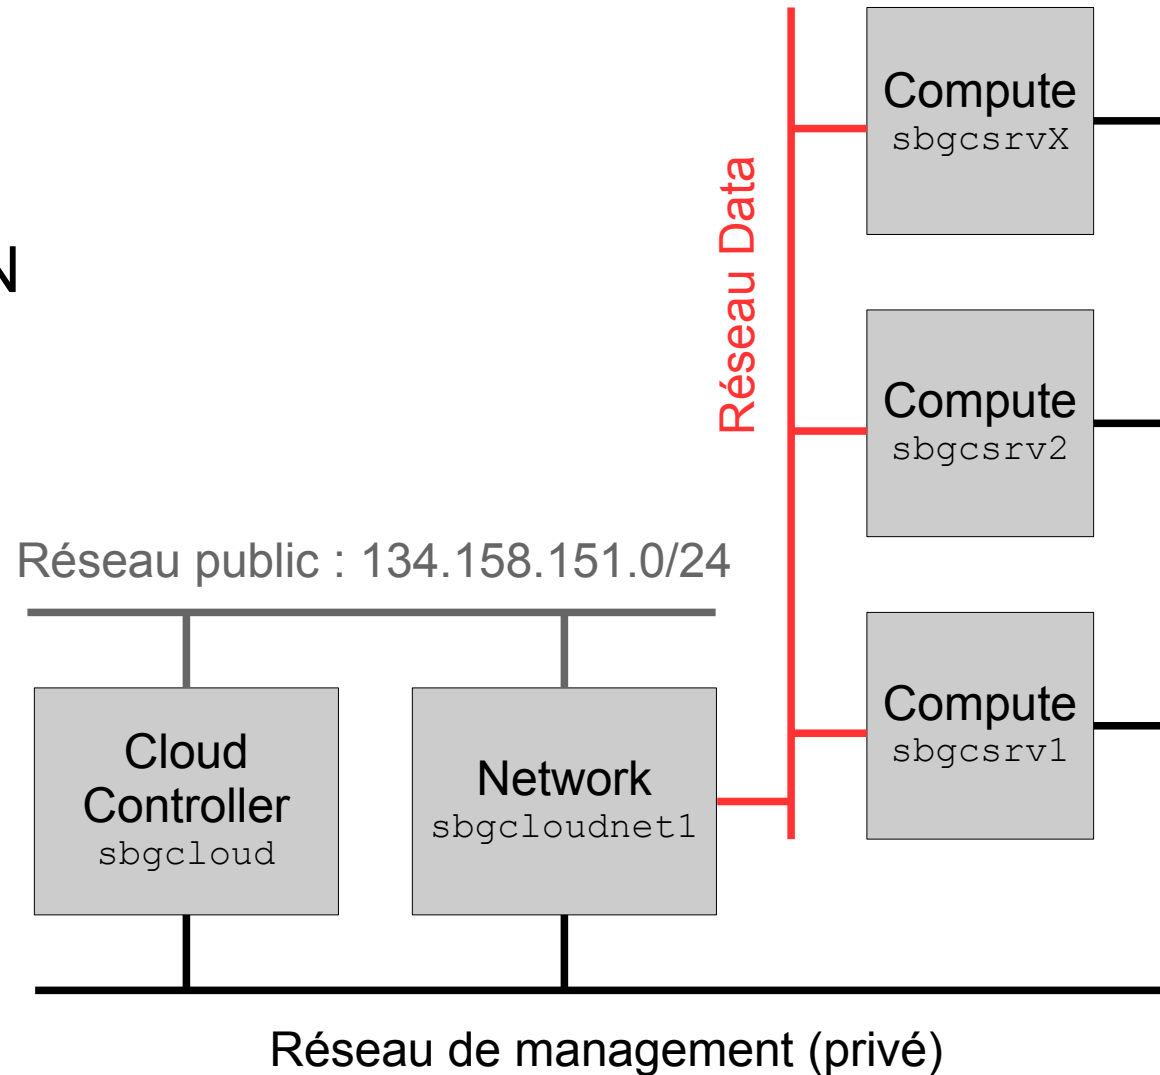 Compute
sbgcsrvX
Réseau Data
N
Compute
sbgcsrv2
Réseau public : 134.158.151.0/24
Compute
sbgcsrv1
Cloud
Controller
sbgcloud
Network
sbgcloudnet1
Réseau de management (privé)